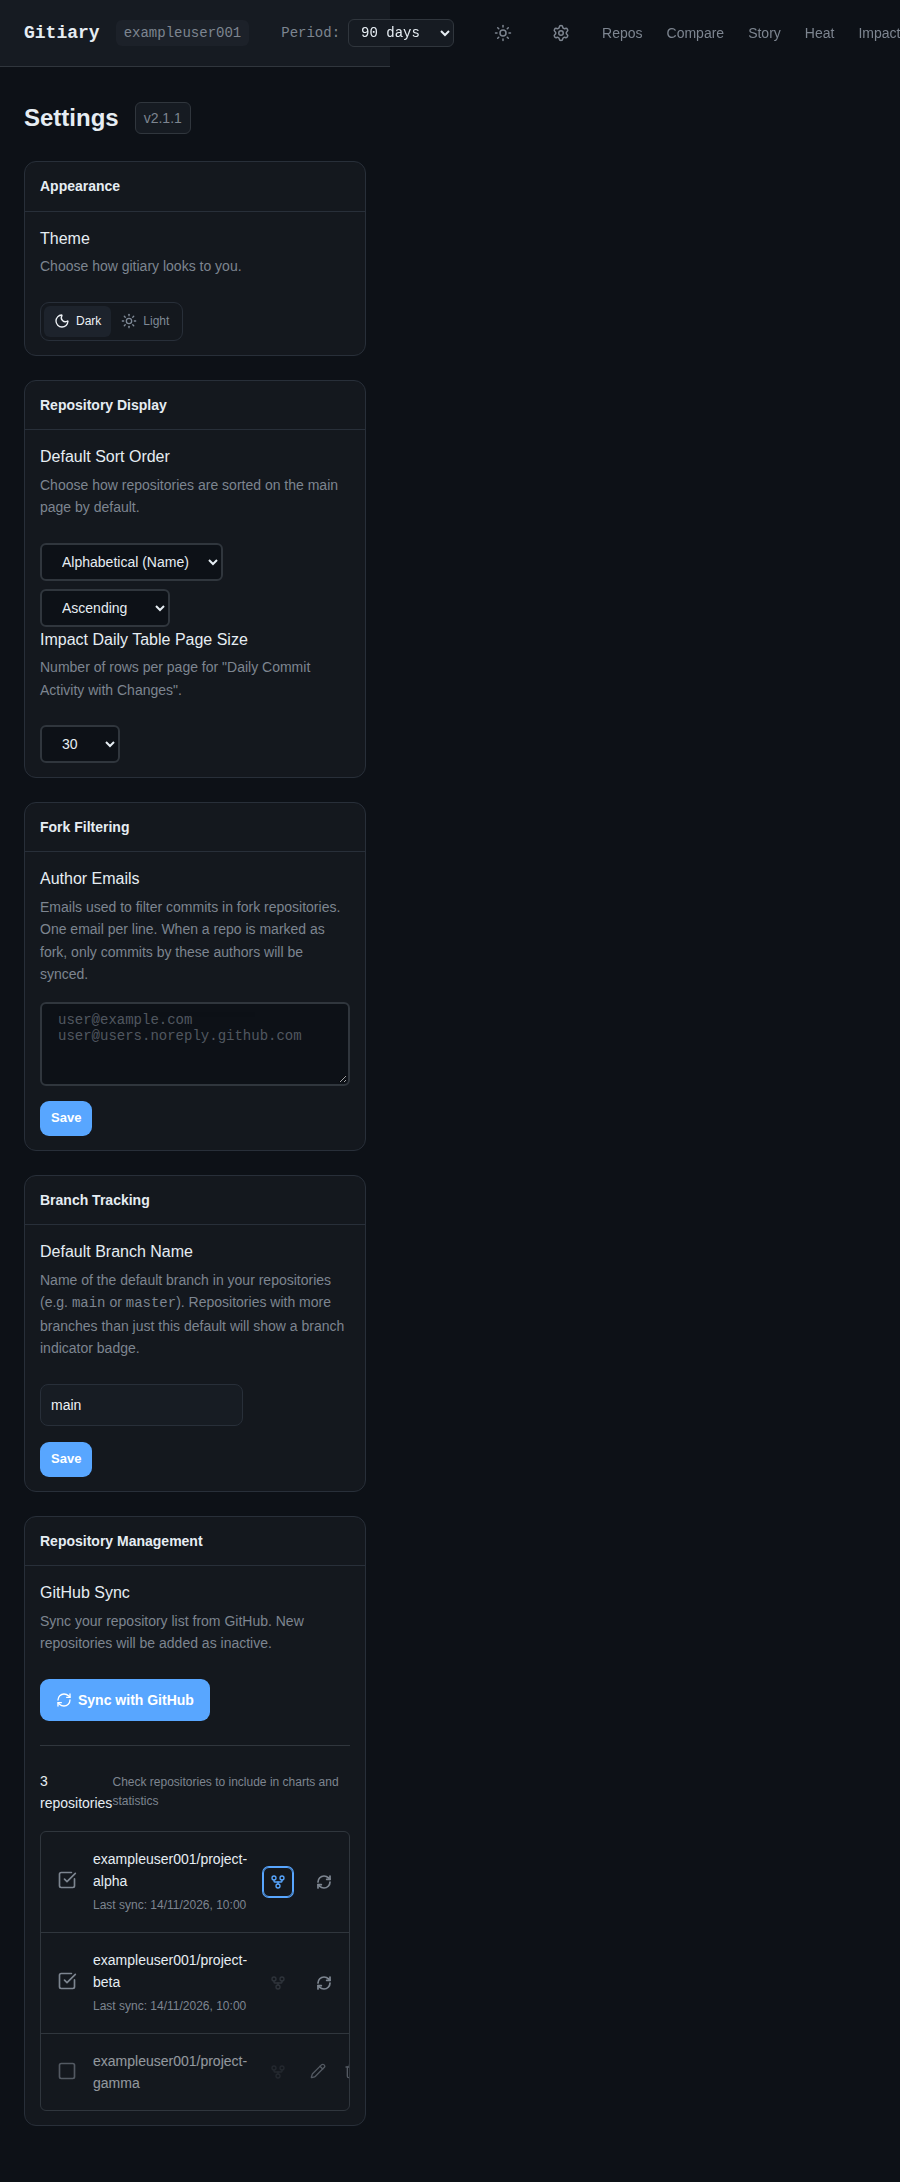 Gitiary exampleuser001 Period: 90 days Repos Compare Story Heat Impact
Settings v2.1.1
Appearance
Theme
Choose how gitiary looks to you.
Dark Light
Repository Display
Default Sort Order
Choose how repositories are sorted on the main
page by default.
Alphabetical (Name)
Ascending
Impact Daily Table Page Size
Number of rows per page for "Daily Commit
Activity with Changes".
30
Fork Filtering
Author Emails
Emails used to filter commits in fork repositories.
One email per line. When a repo is marked as
fork, only commits by these authors will be
synced.
user@example.com
user@users.noreply.github.com
Save
Branch Tracking
Default Branch Name
Name of the default branch in your repositories
(e.g. main or master). Repositories with more
branches than just this default will show a branch
indicator badge.
main
Save
Repository Management
GitHub Sync
Sync your repository list from GitHub. New
repositories will be added as inactive.
Sync with GitHub
3
repositories
Check repositories to include in charts and
statistics
exampleuser001/project-
alpha
Last sync: 14/11/2026, 10:00
exampleuser001/project-
beta
Last sync: 14/11/2026, 10:00
exampleuser001/project-
gamma